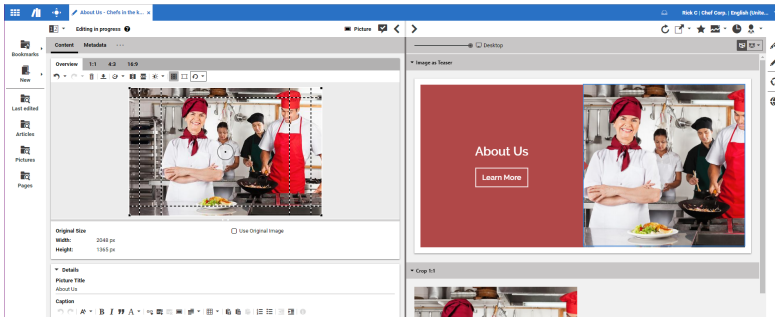 About Us - Chefs in the k... ×
Rick C | Chef Corp. | English (Unite...
Editing in progress
Picture
Bookmarks
New
Last edited
Articles
Pictures
Pages
Content Metadata ...
Overview 1:1 4:3 16:9
Original Size
Width: 2048 px
Height: 1365 px
Use Original Image
Details
Picture Title
About Us
Caption
B I
Desktop
Image as Teaser
About Us
Learn More
Crop 1:1